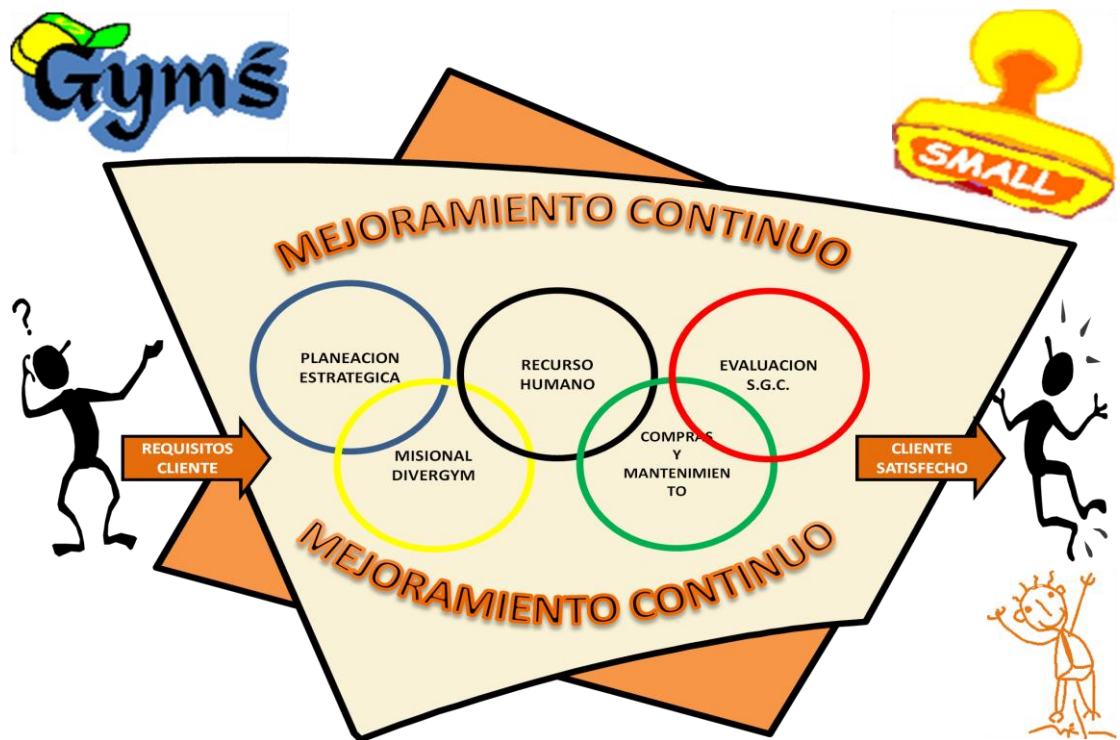 Gymś
SMALL
MEJORAMIENTO CONTINUO
?
PLANEACION
ESTRATEGICA
RECURSO
HUMANO
EVALUACION
S.G.C.
REQUISITOS
CLIENTE
MISIONAL
DIVERGYM
COMPRAS
Y
MANTENIMIEN
TO
CLIENTE
SATISFECHO
MEJORAMIENTO CONTINUO